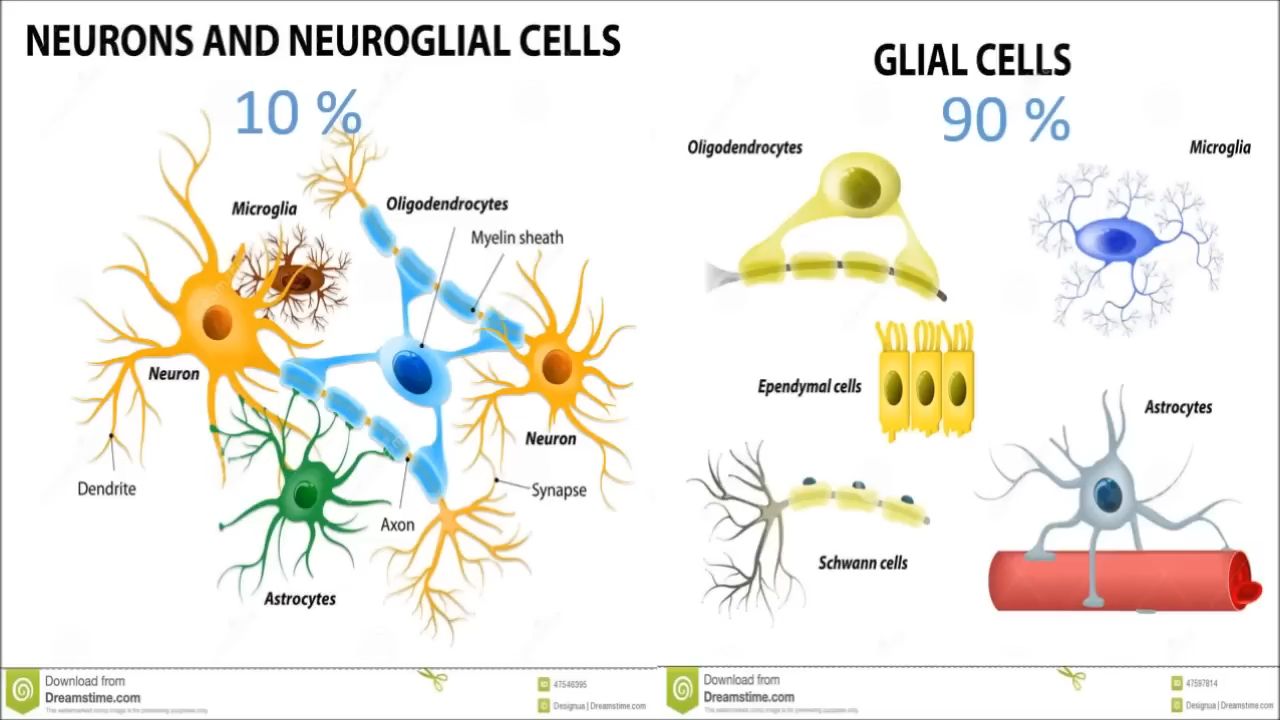 NEURONS AND NEUROGLIAL CELLS
10 %
Microglia
Oligodendrocytes
Myelin sheath
Neuron
Neuron
Dendrite
Synapse
Axon
Astrocytes
Download from
Dreamstime.com
47546395
Designua | Dreamstime.com
GLIAL CELLS
90 %
Oligodendrocytes
Microglia
Ependymal cells
Astrocytes
Schwann cells
Download from
Dreamstime.com
47597814
Designua | Dreamstime.com